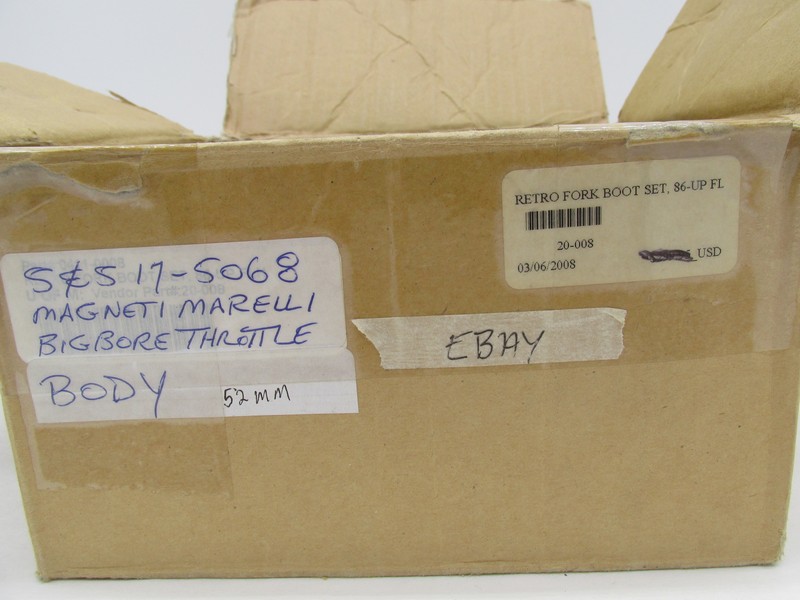 S&S 17-5068
MAGNETI MARELLI
BIGBORE THROTTLE
BODY 52MM
EBAY
RETRO FORK BOOT SET, 86-UP FL
20-008
03/06/2008 USD